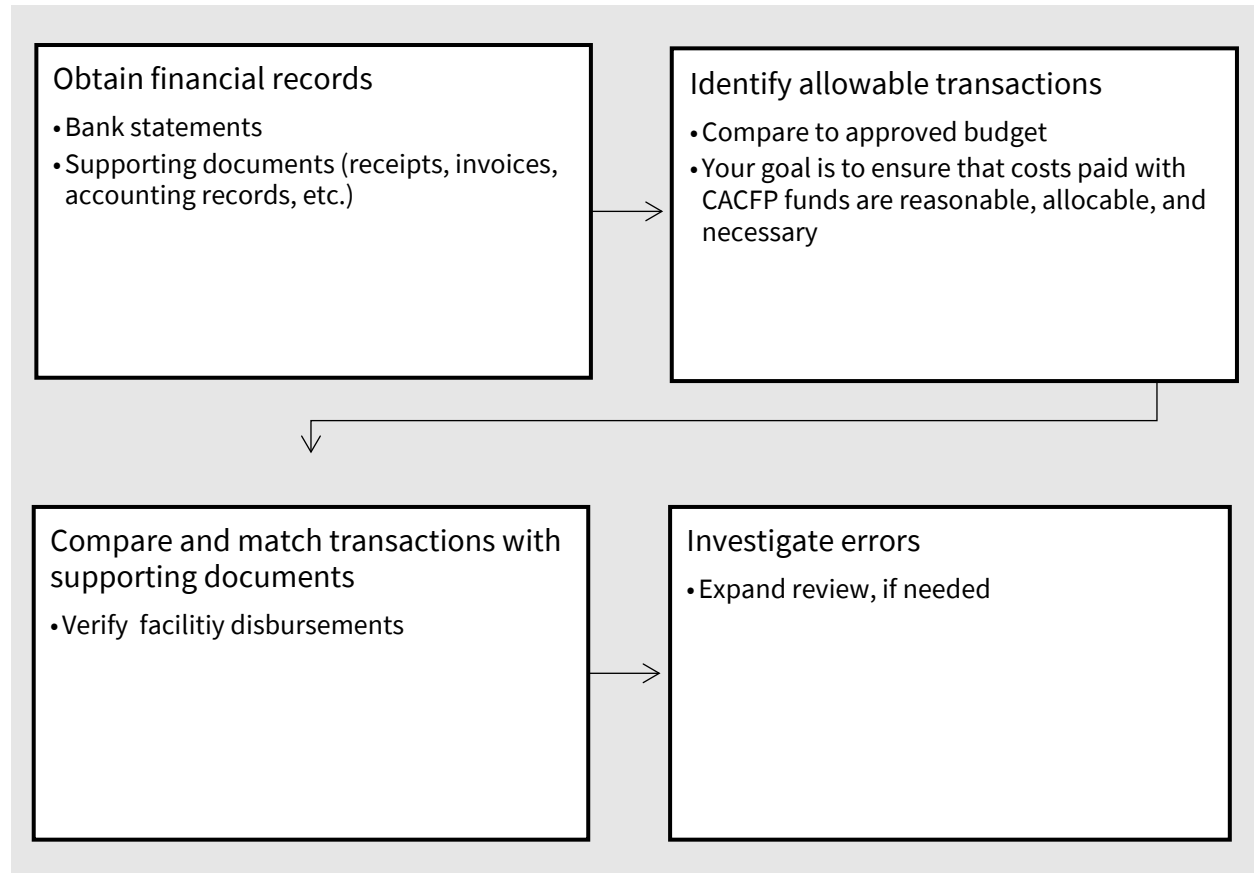 Obtain financial records
•Bank statements
•Supporting documents (receipts, invoices,
accounting records, etc.)
Identify allowable transactions
•Compare to approved budget
•Your goal is to ensure that costs paid with
CACFP funds are reasonable, allocable, and
necessary
Compare and match transactions with
supporting documents
•Verify  facilitiy disbursements
Investigate errors
•Expand review, if needed